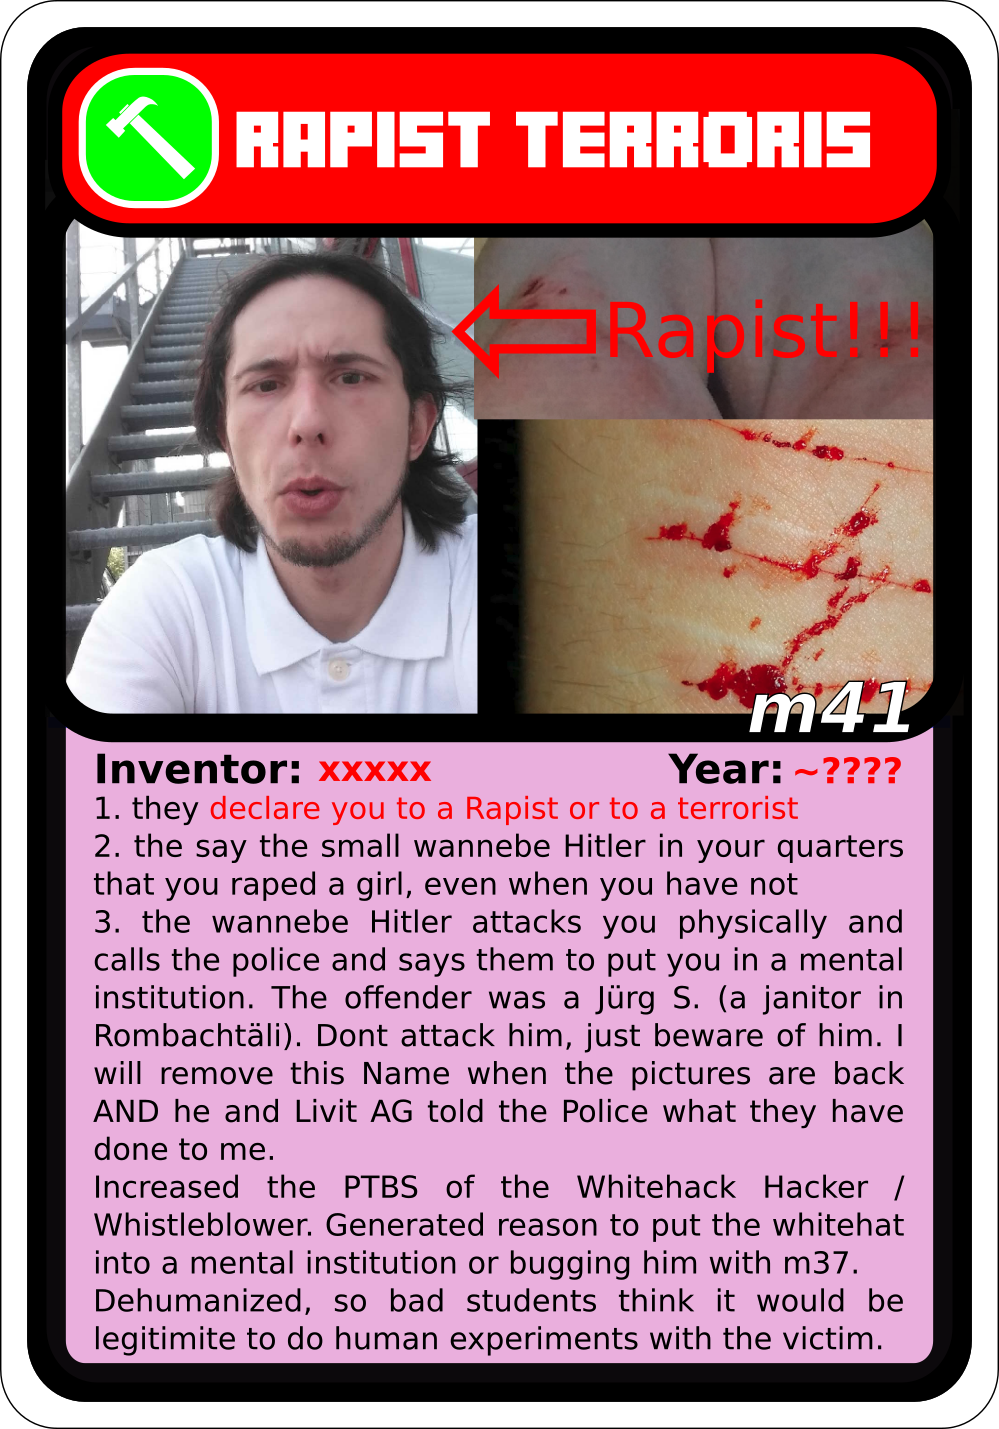 RAPIST TERRORIS
Rapist!!!
m41
Inventor: xxxxx Year: ~????
1. they declare you to a Rapist or to a terrorist
2. the say the small wannebe Hitler in your quarters
that you raped a girl, even when you have not
3. the wannebe Hitler attacks you physically and
calls the police and says them to put you in a mental
institution. The offender was a Jürg S. (a janitor in
Rombachtäli). Dont attack him, just beware of him. I
will remove this Name when the pictures are back
AND he and Livit AG told the Police what they have
done to me.
Increased the PTBS of the Whitehack Hacker /
Whistleblower. Generated reason to put the whitehat
into a mental institution or bugging him with m37.
Dehumanized, so bad students think it would be
legitimite to do human experiments with the victim.